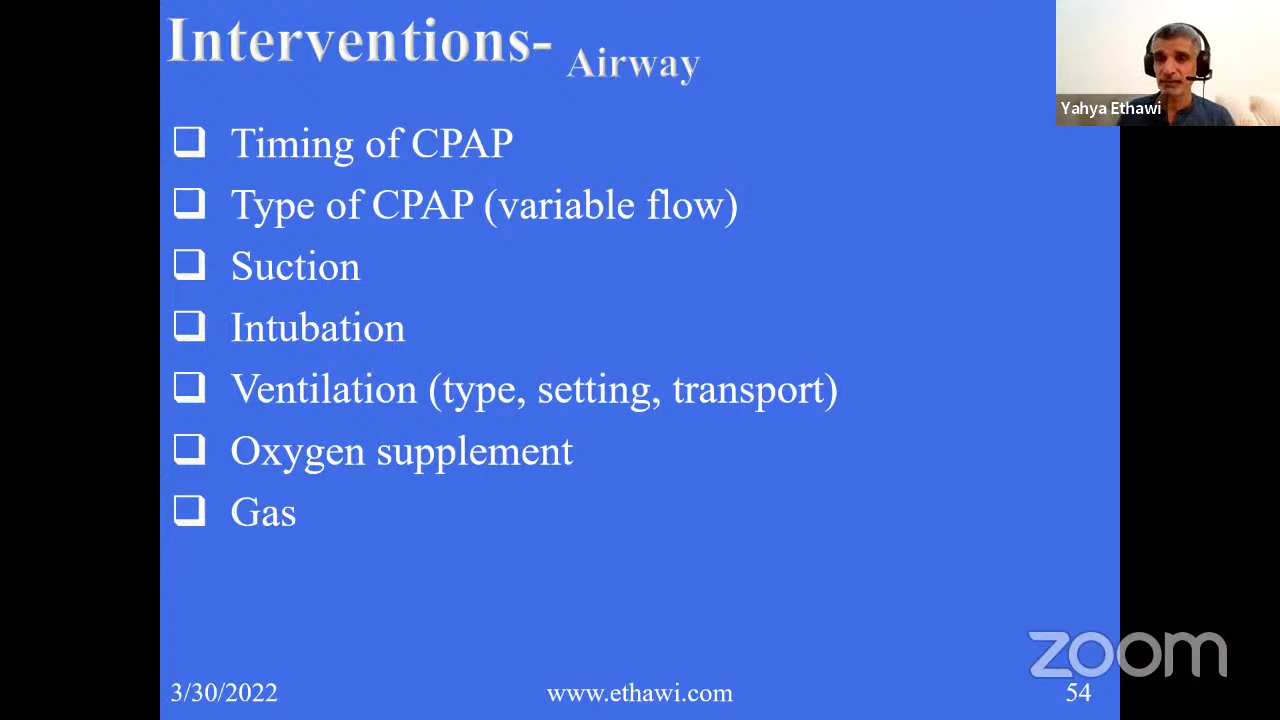 Interventions- Airway
Yahya Ethawi
Timing of CPAP
Type of CPAP (variable flow)
Suction
Intubation
Ventilation (type, setting, transport)
Oxygen supplement
Gas
zoom
3/30/2022
www.ethawi.com
54